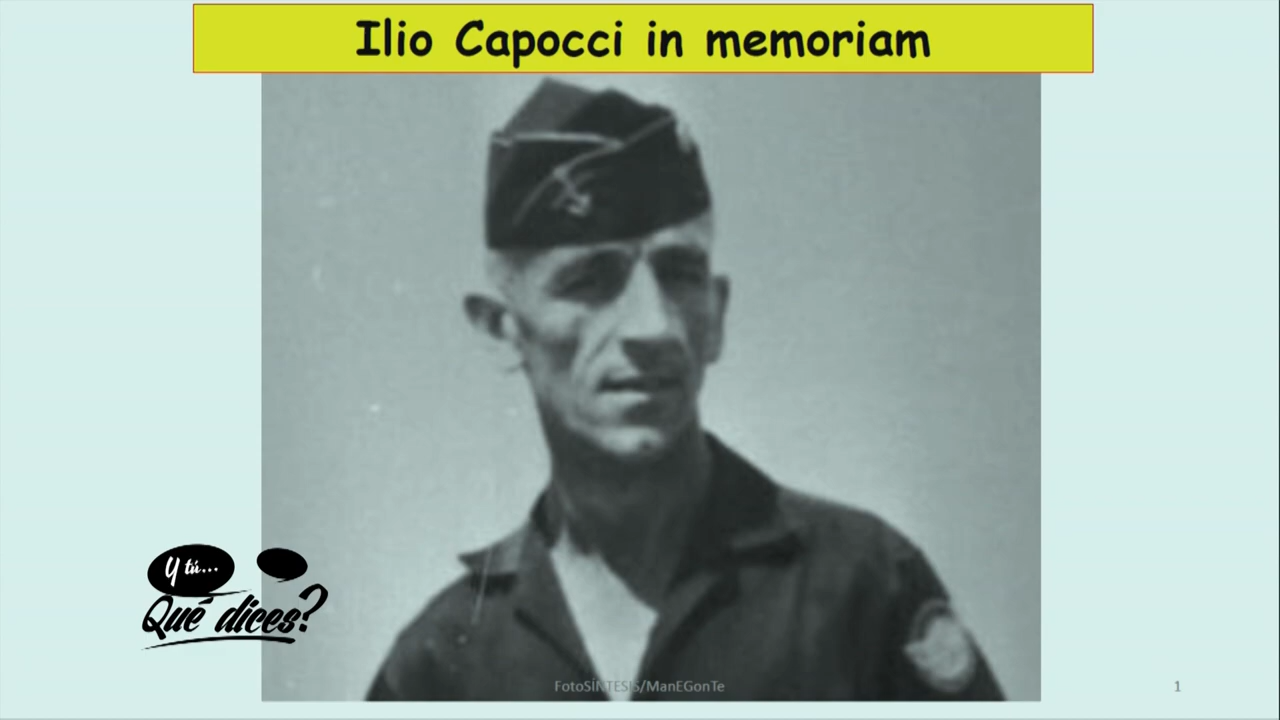 Ilio Capocci in memoriam
Y tú...
Qué dices?
FotoSÍNTESIS/ManEGonTe
1